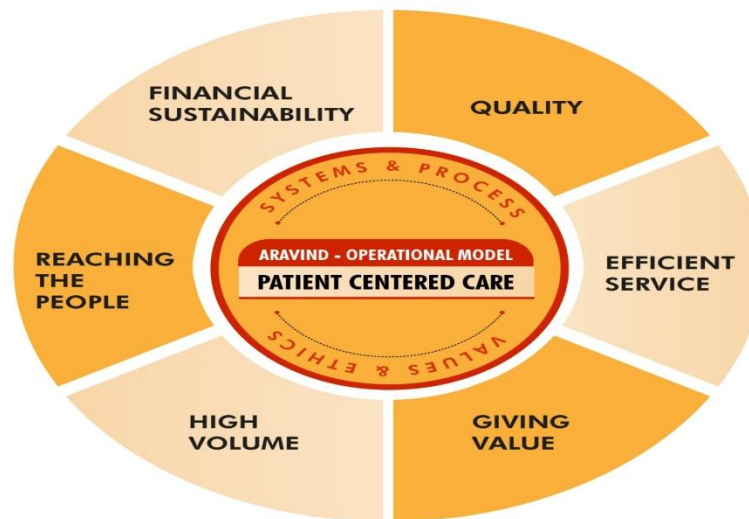 FINANCIAL
SUSTAINABILITY
QUALITY
SYSTEMS & PROCESS
ARAVIND - OPERATIONAL MODEL
PATIENT CENTERED CARE
VALUES & ETHICS
REACHING
THE
PEOPLE
EFFICIENT
SERVICE
HIGH
VOLUME
GIVING
VALUE